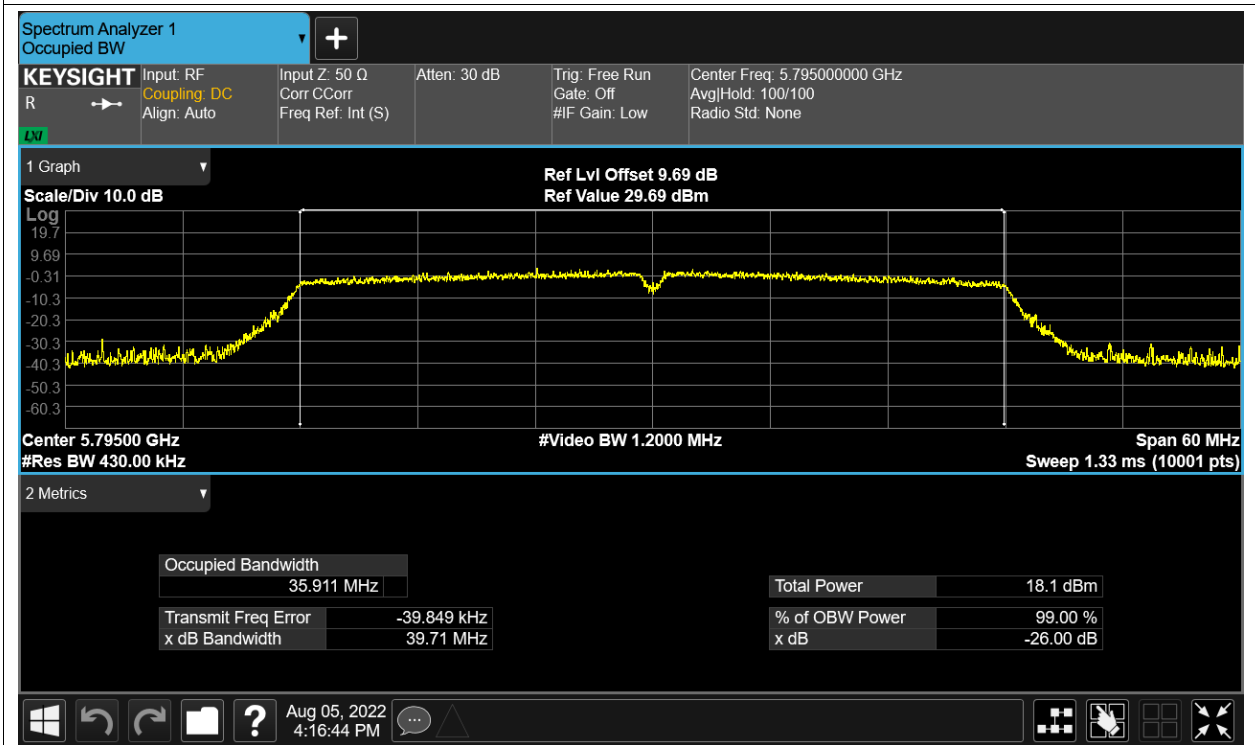 Spectrum Analyzer 1
Occupied BW
KEYSIGHT
R
LXI
Input: RF
Coupling: DC
Align: Auto
Input Z: 50 Ω
Corr CCorr
Freq Ref: Int (S)
Atten: 30 dB
Trig: Free Run
Gate: Off
#IF Gain: Low
Center Freq: 5.795000000 GHz
Avg|Hold: 100/100
Radio Std: None
1 Graph
Scale/Div 10.0 dB
Ref Lvl Offset 9.69 dB
Ref Value 29.69 dBm
Log
19.7
9.69
-0.31
-10.3
-20.3
-30.3
-40.3
-50.3
-60.3
Center 5.79500 GHz
#Video BW 1.2000 MHz
Span 60 MHz
#Res BW 430.00 kHz
Sweep 1.33 ms (10001 pts)
2 Metrics
Occupied Bandwidth
35.911 MHz
Total Power 18.1 dBm
Transmit Freq Error -39.849 kHz
% of OBW Power 99.00 %
x dB Bandwidth 39.71 MHz
x dB -26.00 dB
?
Aug 05, 2022
4:16:44 PM